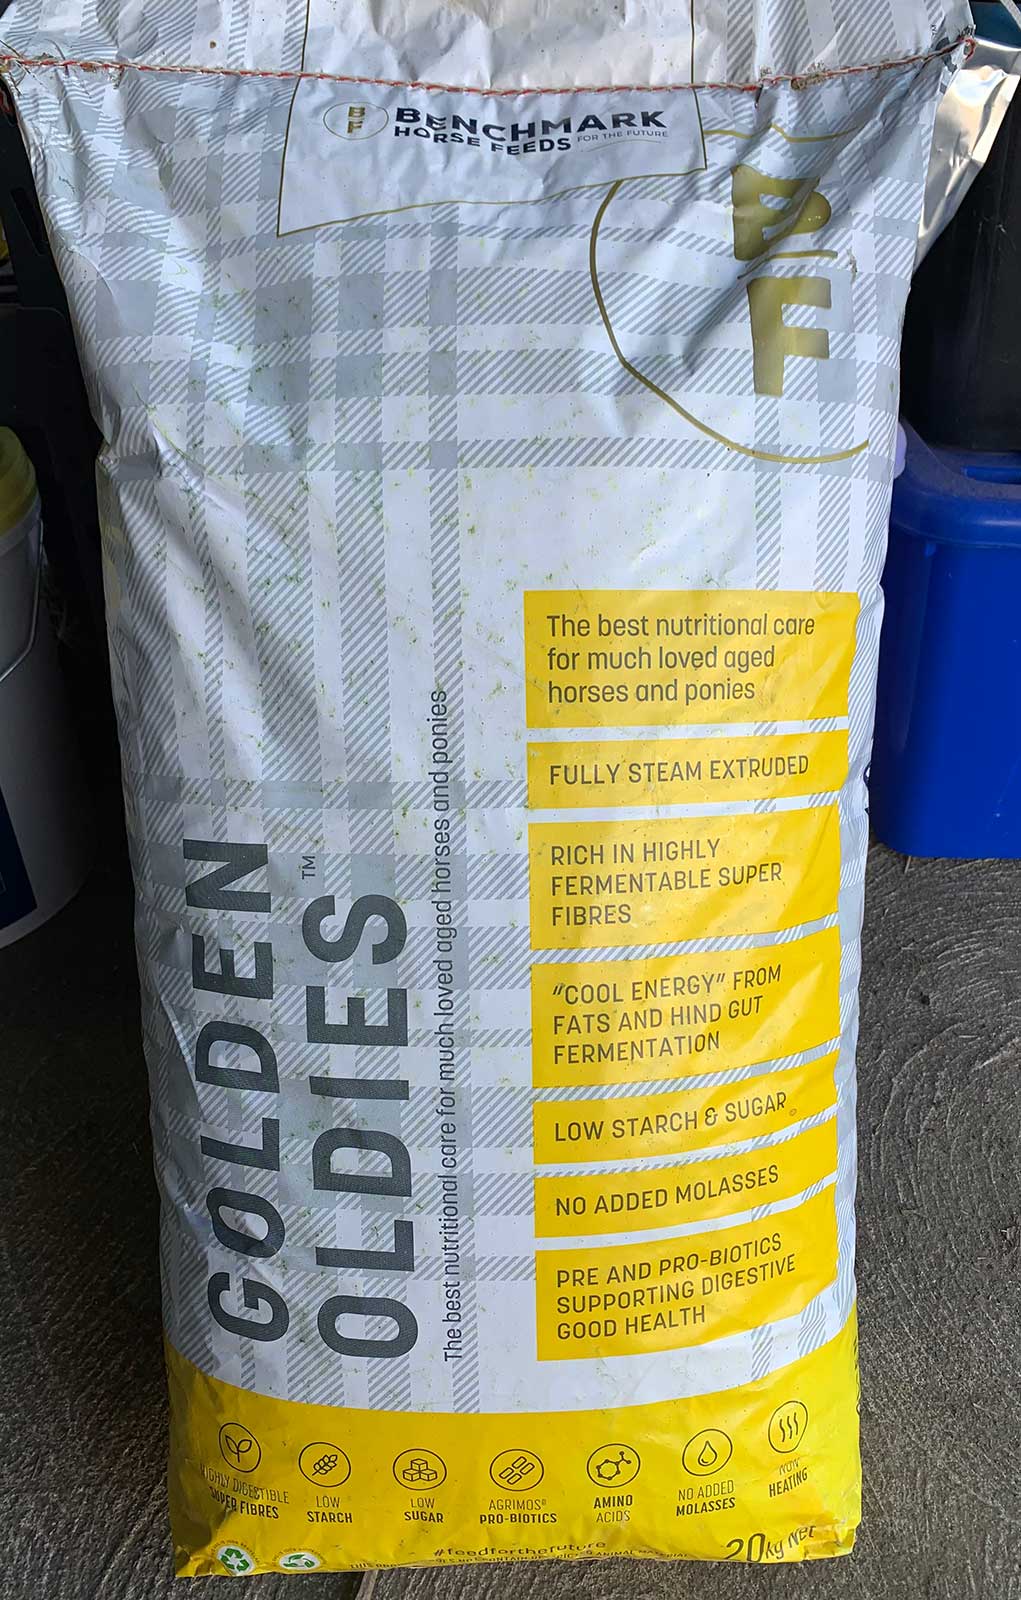 BF
BENCHMARK
HORSE FEEDS FOR THE FUTURE
BF
The best nutritional care
for much loved aged
horses and ponies
FULLY STEAM EXTRUDED
RICH IN HIGHLY
FERMENTABLE SUPER
FIBRES
"COOL ENERGY" FROM
FATS AND HIND GUT
FERMENTATION
LOW STARCH & SUGAR
NO ADDED MOLASSES
PRE AND PRO-BIOTICS
SUPPORTING DIGESTIVE
GOOD HEALTH
GOLDEN
OLDIES™
The best nutritional care for much loved aged horses and ponies
HIGHLY DIGESTIBLE
SUPER FIBRES
LOW
STARCH
LOW
SUGAR
AGRIMOS®
PRO-BIOTICS
AMINO
ACIDS
NO ADDED
MOLASSES
NON
HEATING
#feedforthefuture
20kg Net
ANIMAL MATERIAL